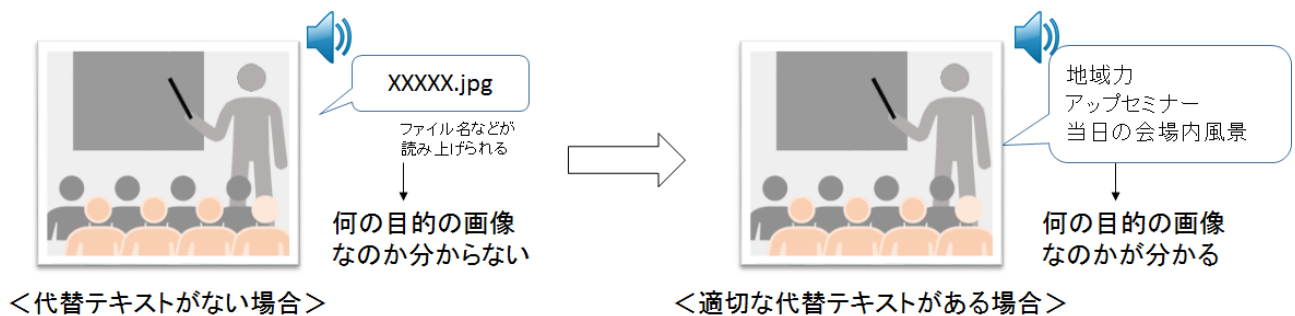 XXXXX.jpg
ファイル名などが
読み上げられる
何の目的の画像
なのか分からない
＜代替テキストがない場合＞
地域力
アップセミナー
当日の会場内風景
何の目的の画像
なのかが分かる
＜適切な代替テキストがある場合＞